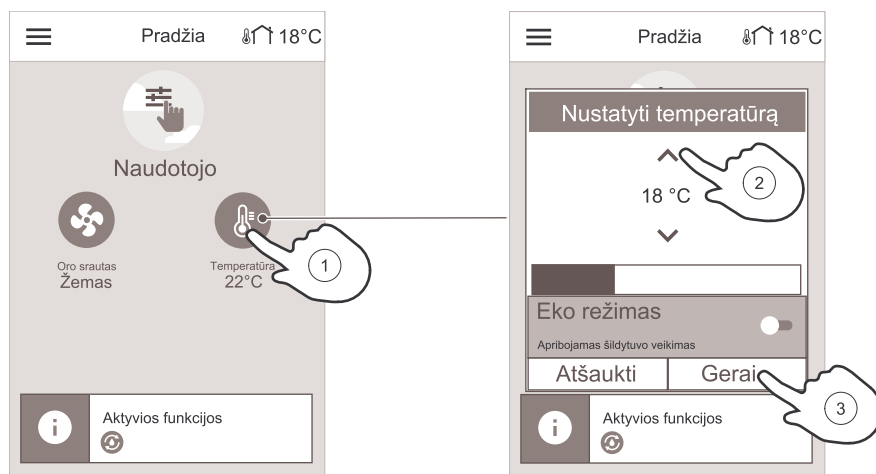 Pradžia
18°C
Naudotojo
Oro srautas
Žemas
Temperatūra
22°C
1
i
Aktyvios funkcijos
Pradžia
18°C
Nustatyti temperatūrą
18 °C
2
Eko režimas
Apribojamas šildytuvo veikimas
Atšaukti
Gerai
3
i
Aktyvios funkcijos